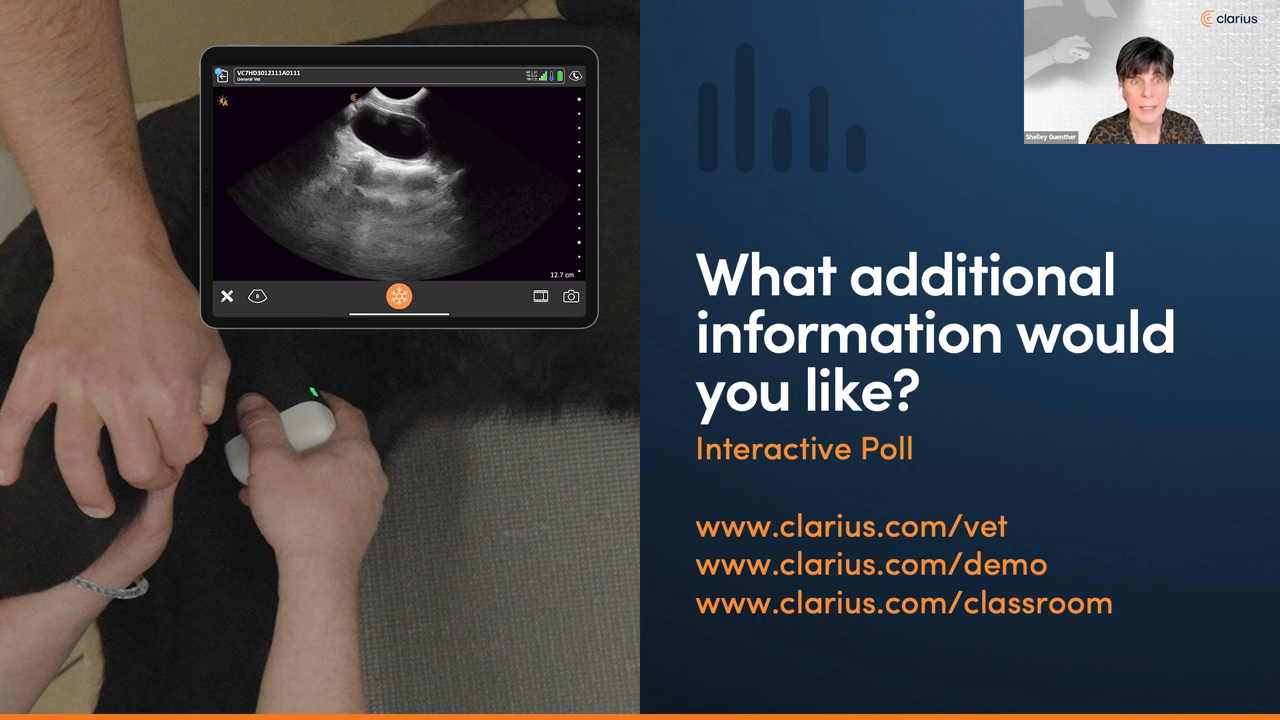 VC7HD3012111A0111
General Vet
12.7 cm
B
clarius
Shelley Guenther
What additional
information would
you like?
Interactive Poll
www.clarius.com/vet
www.clarius.com/demo
www.clarius.com/classroom